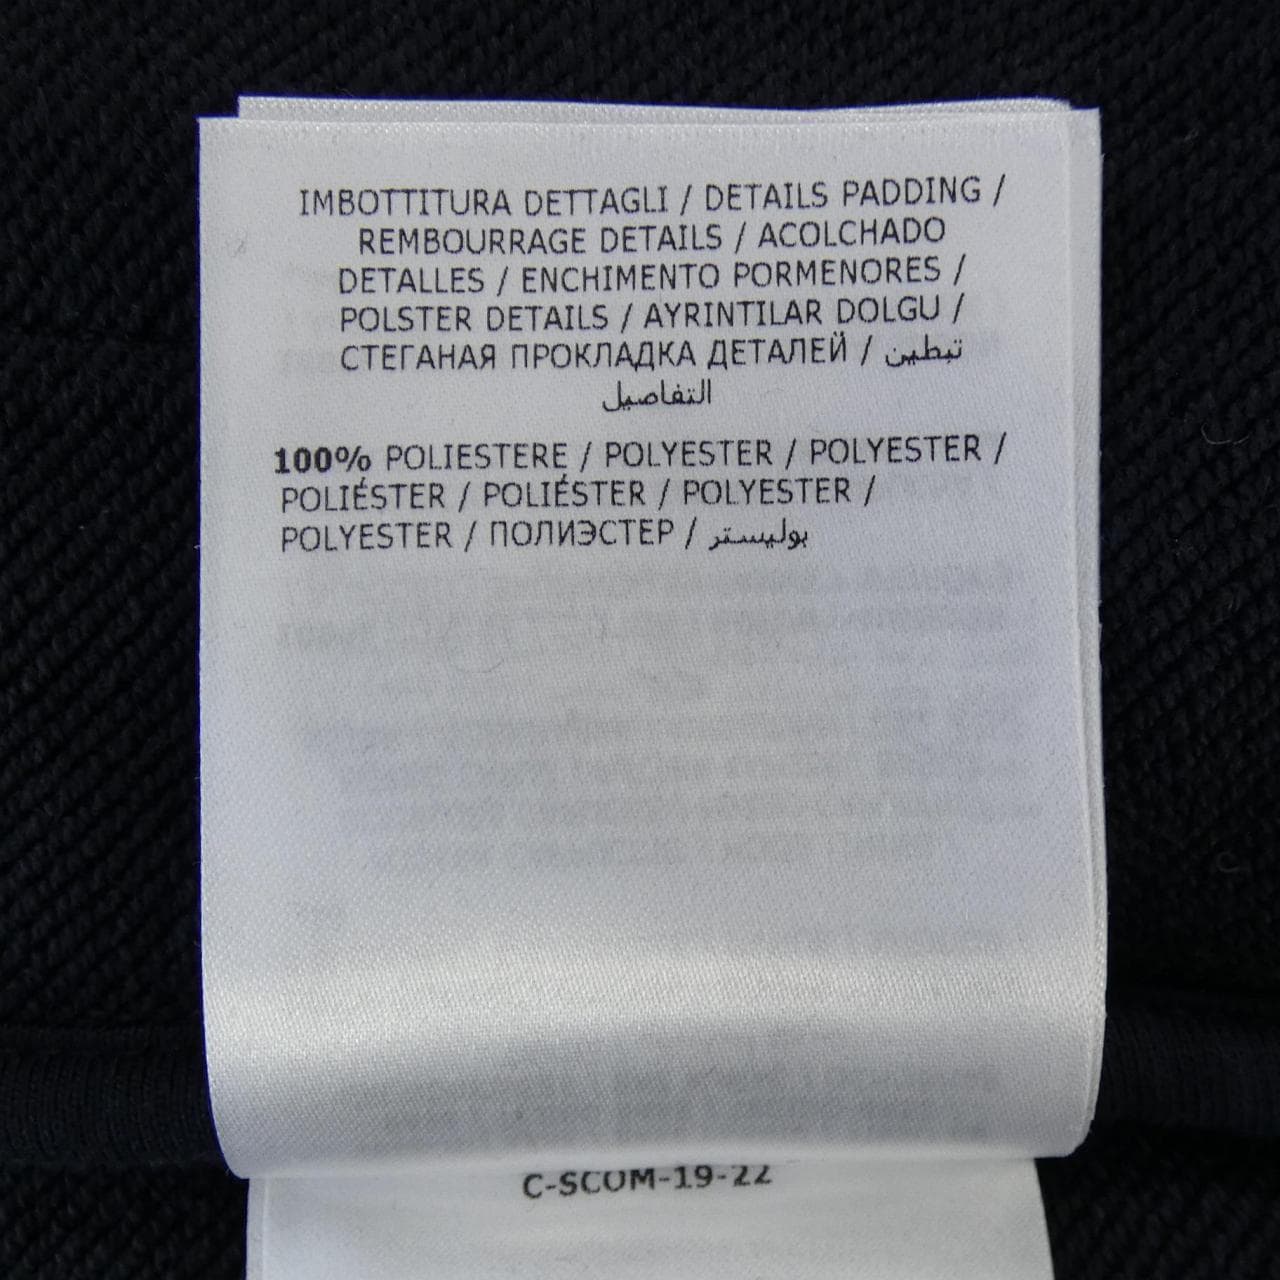 IMBOTTITURA DETTAGLI / DETAILS PADDING /
REMBOURRAGE DETAILS / ACOLCHADO
DETALLES / ENCHIMENTO PORMENORES /
POLSTER DETAILS / AYRINTILAR DOLGU /
СТЕГАНАЯ ПРОКЛАДКА ДЕТАЛЕЙ / تبطين
التفاصيل
100% POLIESTERE / POLYESTER / POLYESTER /
POLIÉSTER / POLIÉSTER / POLYESTER /
POLYESTER / ПОЛИЭСТЕР / بوليستر
C-SCOM-19-22